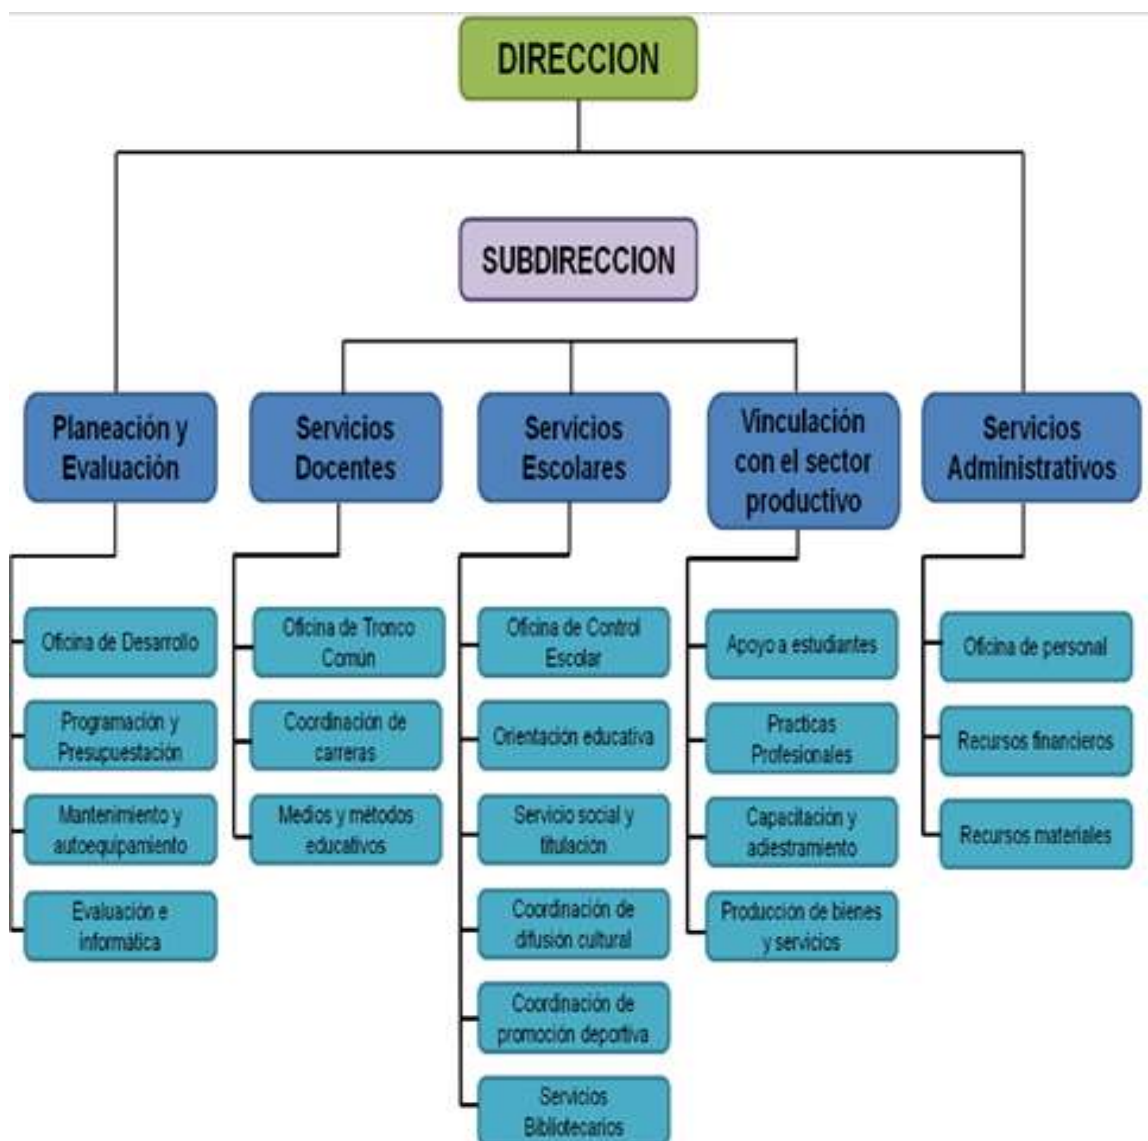 DIRECCION
SUBDIRECCION
Planeación y
Evaluación
Servicios
Docentes
Servicios
Escolares
Vinculación
con el sector
productivo
Servicios
Administrativos
Oficina de Desarrollo
Programación y
Presupuestación
Mantenimiento y
autoequipamiento
Evaluación e
informática
Oficina de Tronco
Común
Coordinación de
carreras
Medios y métodos
educativos
Oficina de Control
Escolar
Orientación educativa
Servicio social y
titulación
Coordinación de
difusión cultural
Coordinación de
promoción deportiva
Servicios
Bibliotecarios
Apoyo a estudiantes
Practicas
Profesionales
Capacitación y
adiestramiento
Producción de bienes
y servicios
Oficina de personal
Recursos financieros
Recursos materiales